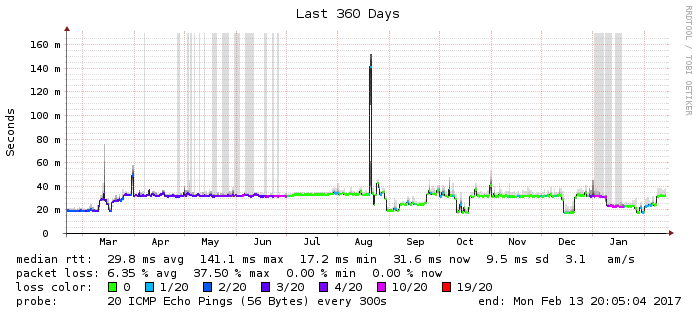 Last 360 Days
RRDTOOL / TOBI OETIKER
Seconds
160 m
140 m
120 m
100 m
80 m
60 m
40 m
20 m
0
Mar Apr May Jun Jul Aug Sep Oct Nov Dec Jan
median rtt: 29.8 ms avg 141.1 ms max 17.2 ms min 31.6 ms now 9.5 ms sd 3.1 am/s
packet loss: 6.35 % avg 37.50 % max 0.00 % min 0.00 % now
loss color: 0 1/20 2/20 3/20 4/20 10/20 19/20
probe: 20 ICMP Echo Pings (56 Bytes) every 300s end: Mon Feb 13 20:05:04 2017